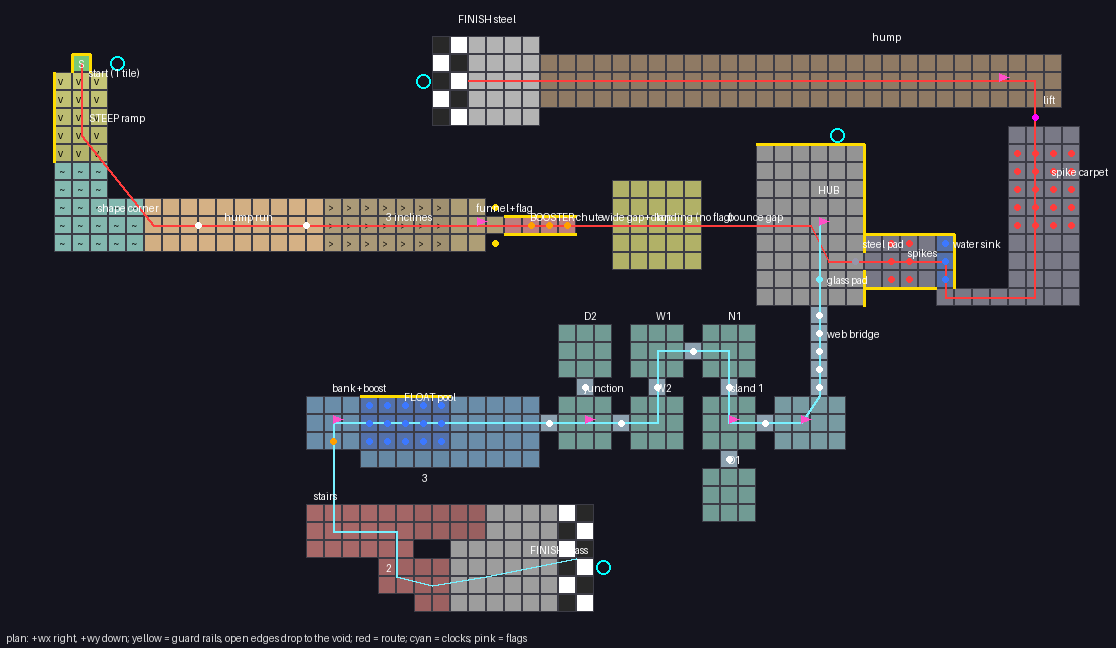 FINISH steel
hump
S
start (1 tile)
lift
STEEP ramp
spike carpet
HUB
shape corner
funnel+flag
hump run
3 inclines
BOOSTER
chute
wide gap+
landing (no flag)
bounce gap
steel pad
water sink
spikes
glass pad
D2
W1
N1
web bridge
bank+boost
junction
W2
island 1
FLOAT pool
D1
3
stairs
FINISH glass
2
plan: +wx right, +wy down; yellow = guard rails, open edges drop to the void; red = route; cyan = clocks; pink = flags